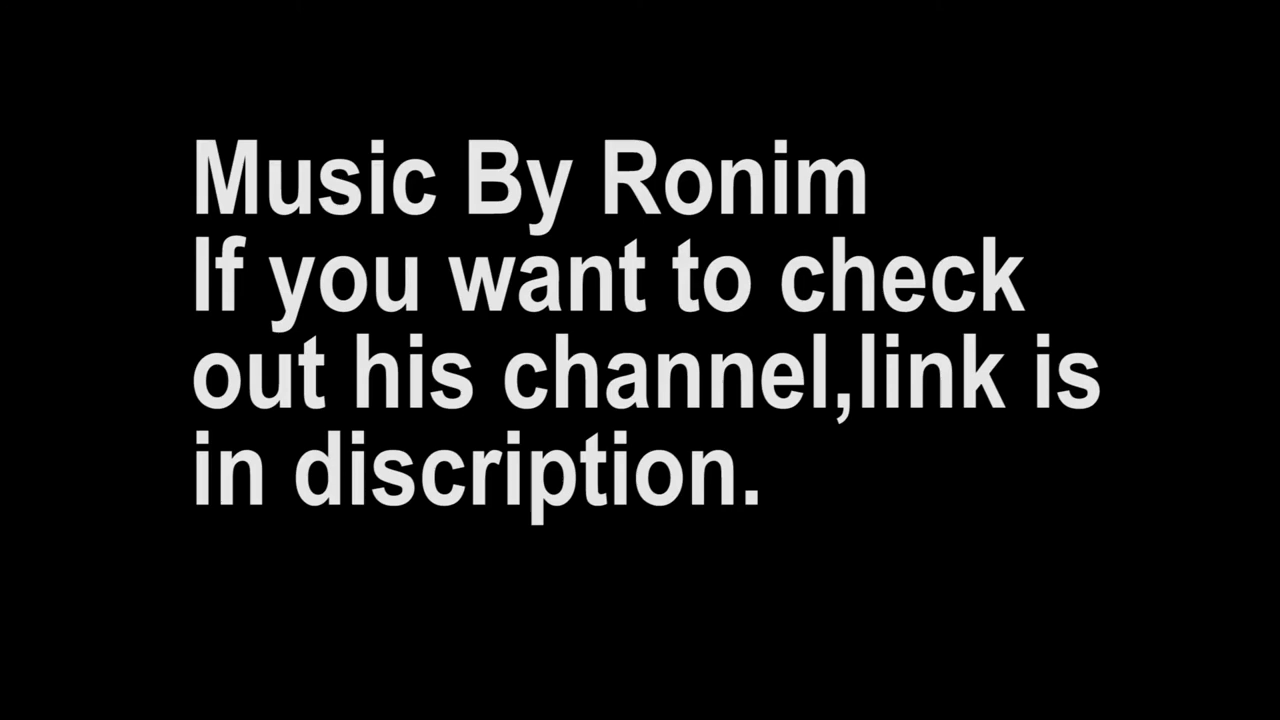 Music By Ronim
If you want to check
out his channel,link is
in discription.